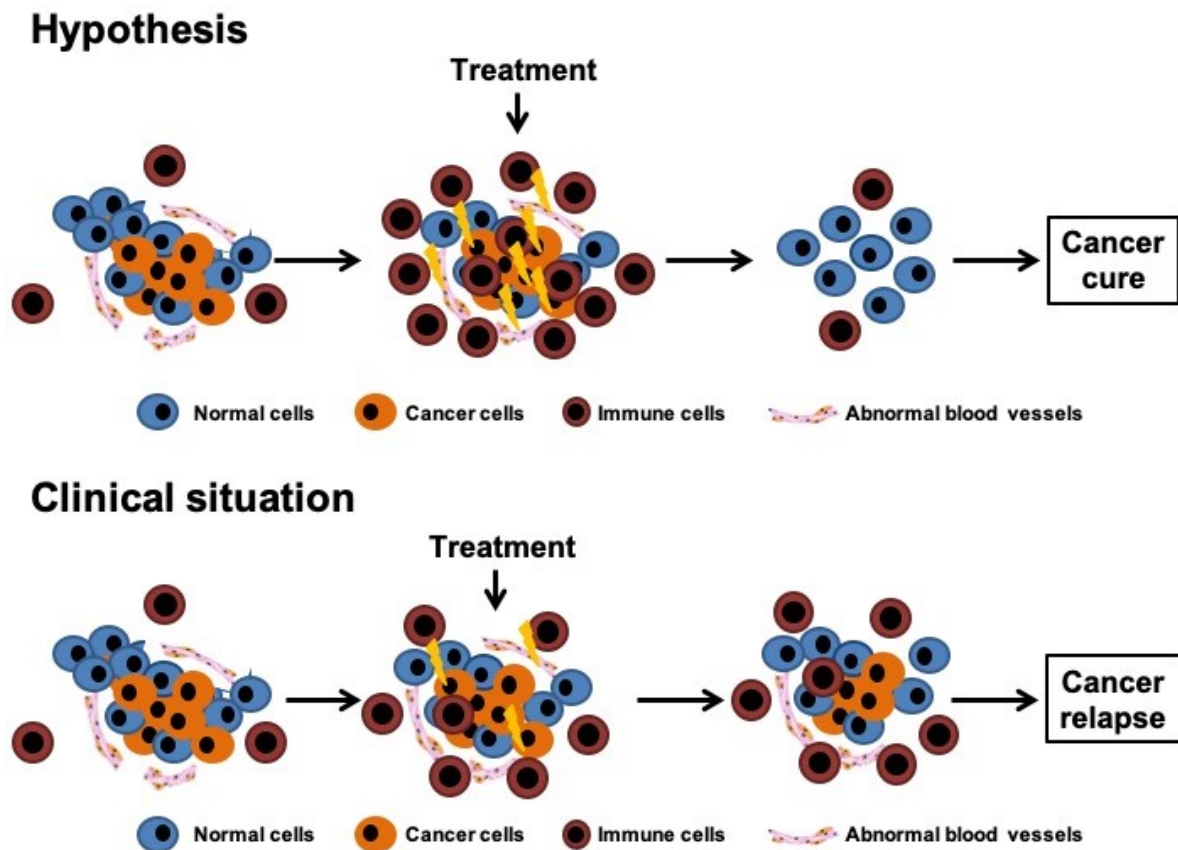 Hypothesis
Treatment
Cancer
cure
Normal cells
Cancer cells
Immune cells
Abnormal blood vessels
Clinical situation
Treatment
Cancer
relapse
Normal cells
Cancer cells
Immune cells
Abnormal blood vessels